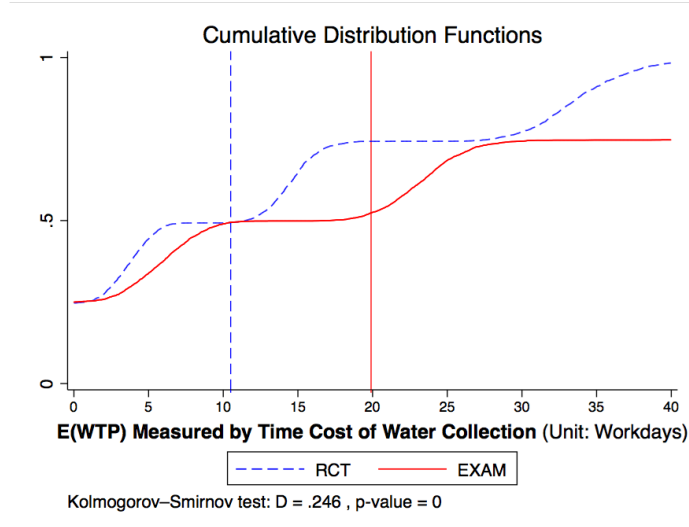 Cumulative Distribution Functions
1
.5
0
0 5 10 15 20 25 30 35 40
E(WTP) Measured by Time Cost of Water Collection (Unit: Workdays)
RCT EXAM
Kolmogorov–Smirnov test: D = .246 , p-value = 0